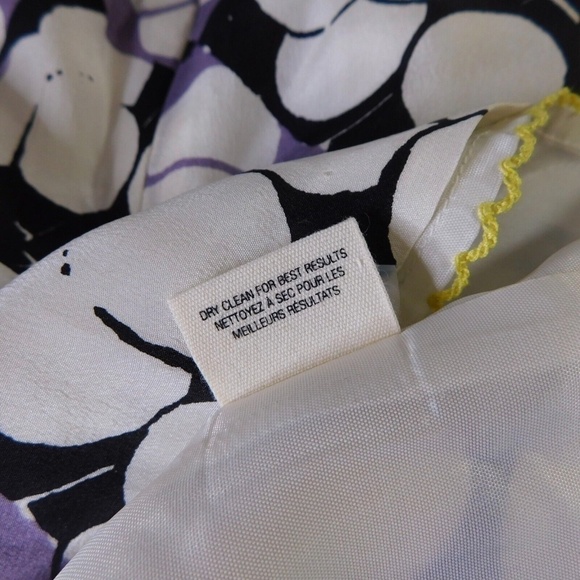 DRY CLEAN FOR BEST RESULTS
NETTOYEZ À SEC POUR LES
MEILLEURS RÉSULTATS